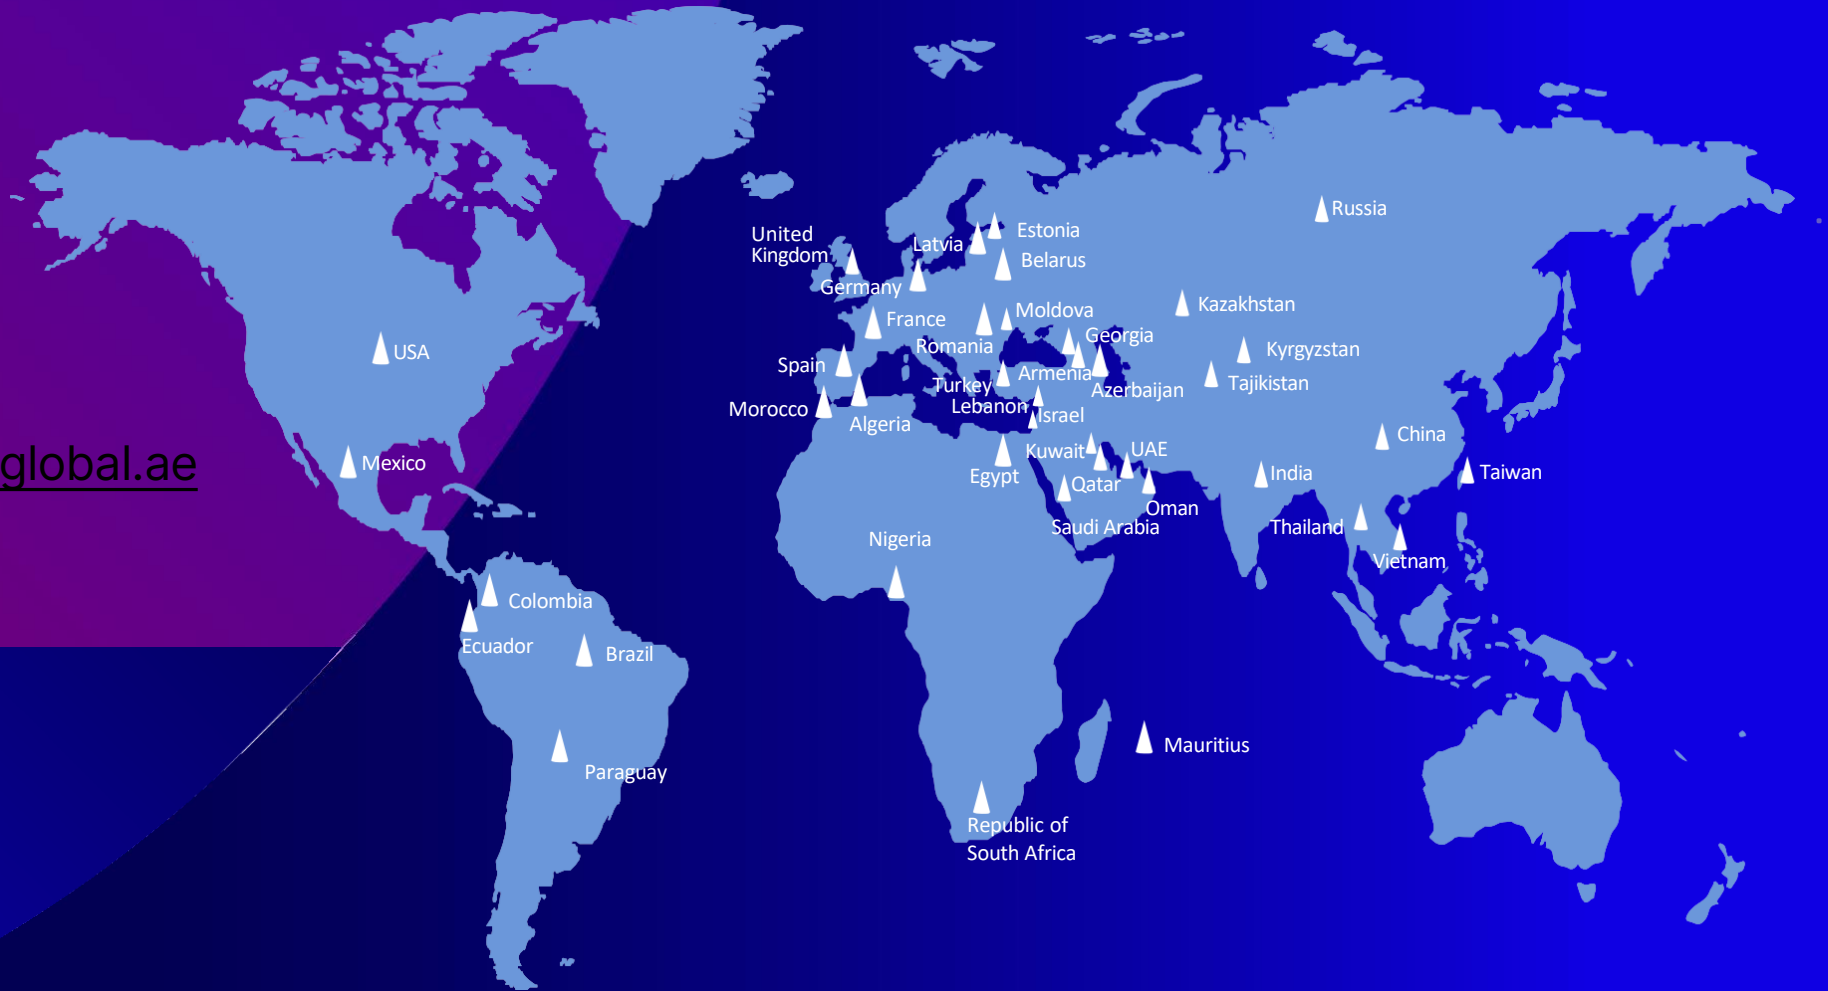 Russia
Estonia
United
Kingdom
Latvia
Belarus
Germany
Kazakhstan
Moldova
France
Georgia
Romania
Kyrgyzstan
USA
Spain
Armenia
Tajikistan
Turkey
Azerbaijan
Lebanon
Morocco
Israel
Algeria
China
Kuwait
UAE
Mexico
global.ae
Egypt
India
Taiwan
Qatar
Oman
Saudi Arabia
Thailand
Nigeria
Vietnam
Colombia
Ecuador
Brazil
Mauritius
Paraguay
Republic of
South Africa